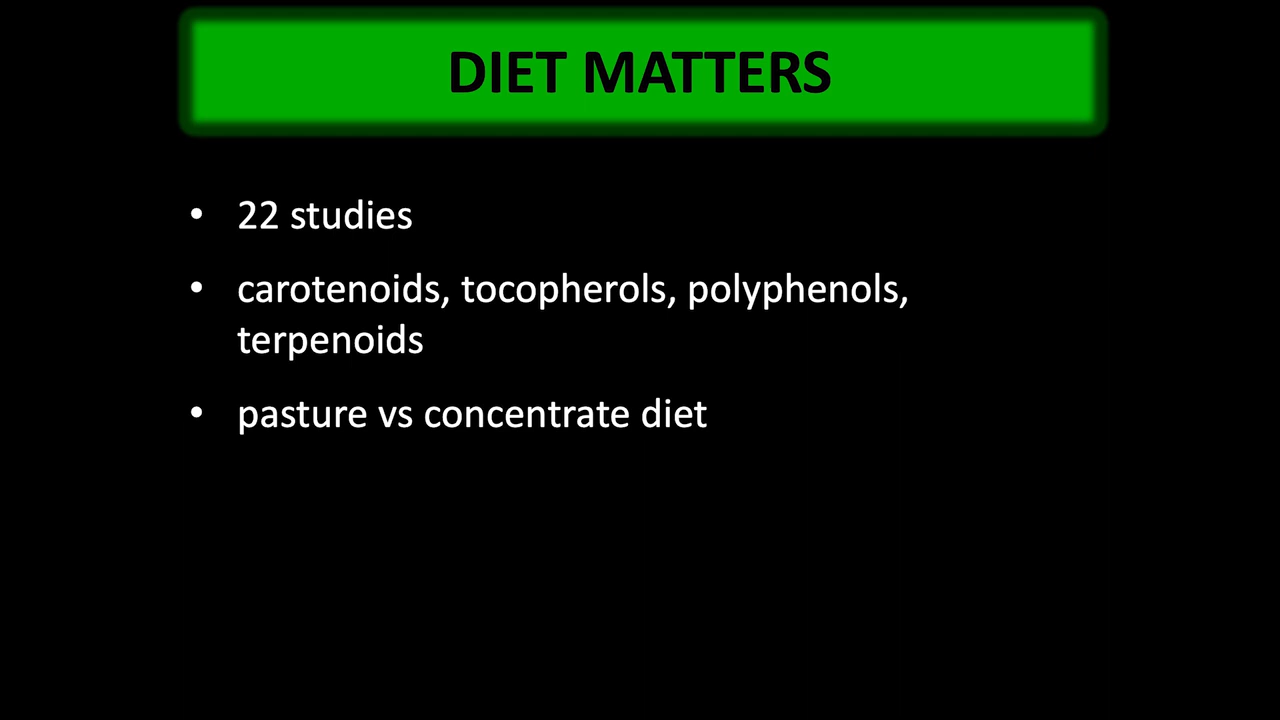 DIET MATTERS
• 22 studies
• carotenoids, tocopherols, polyphenols,
terpenoids
• pasture vs concentrate diet